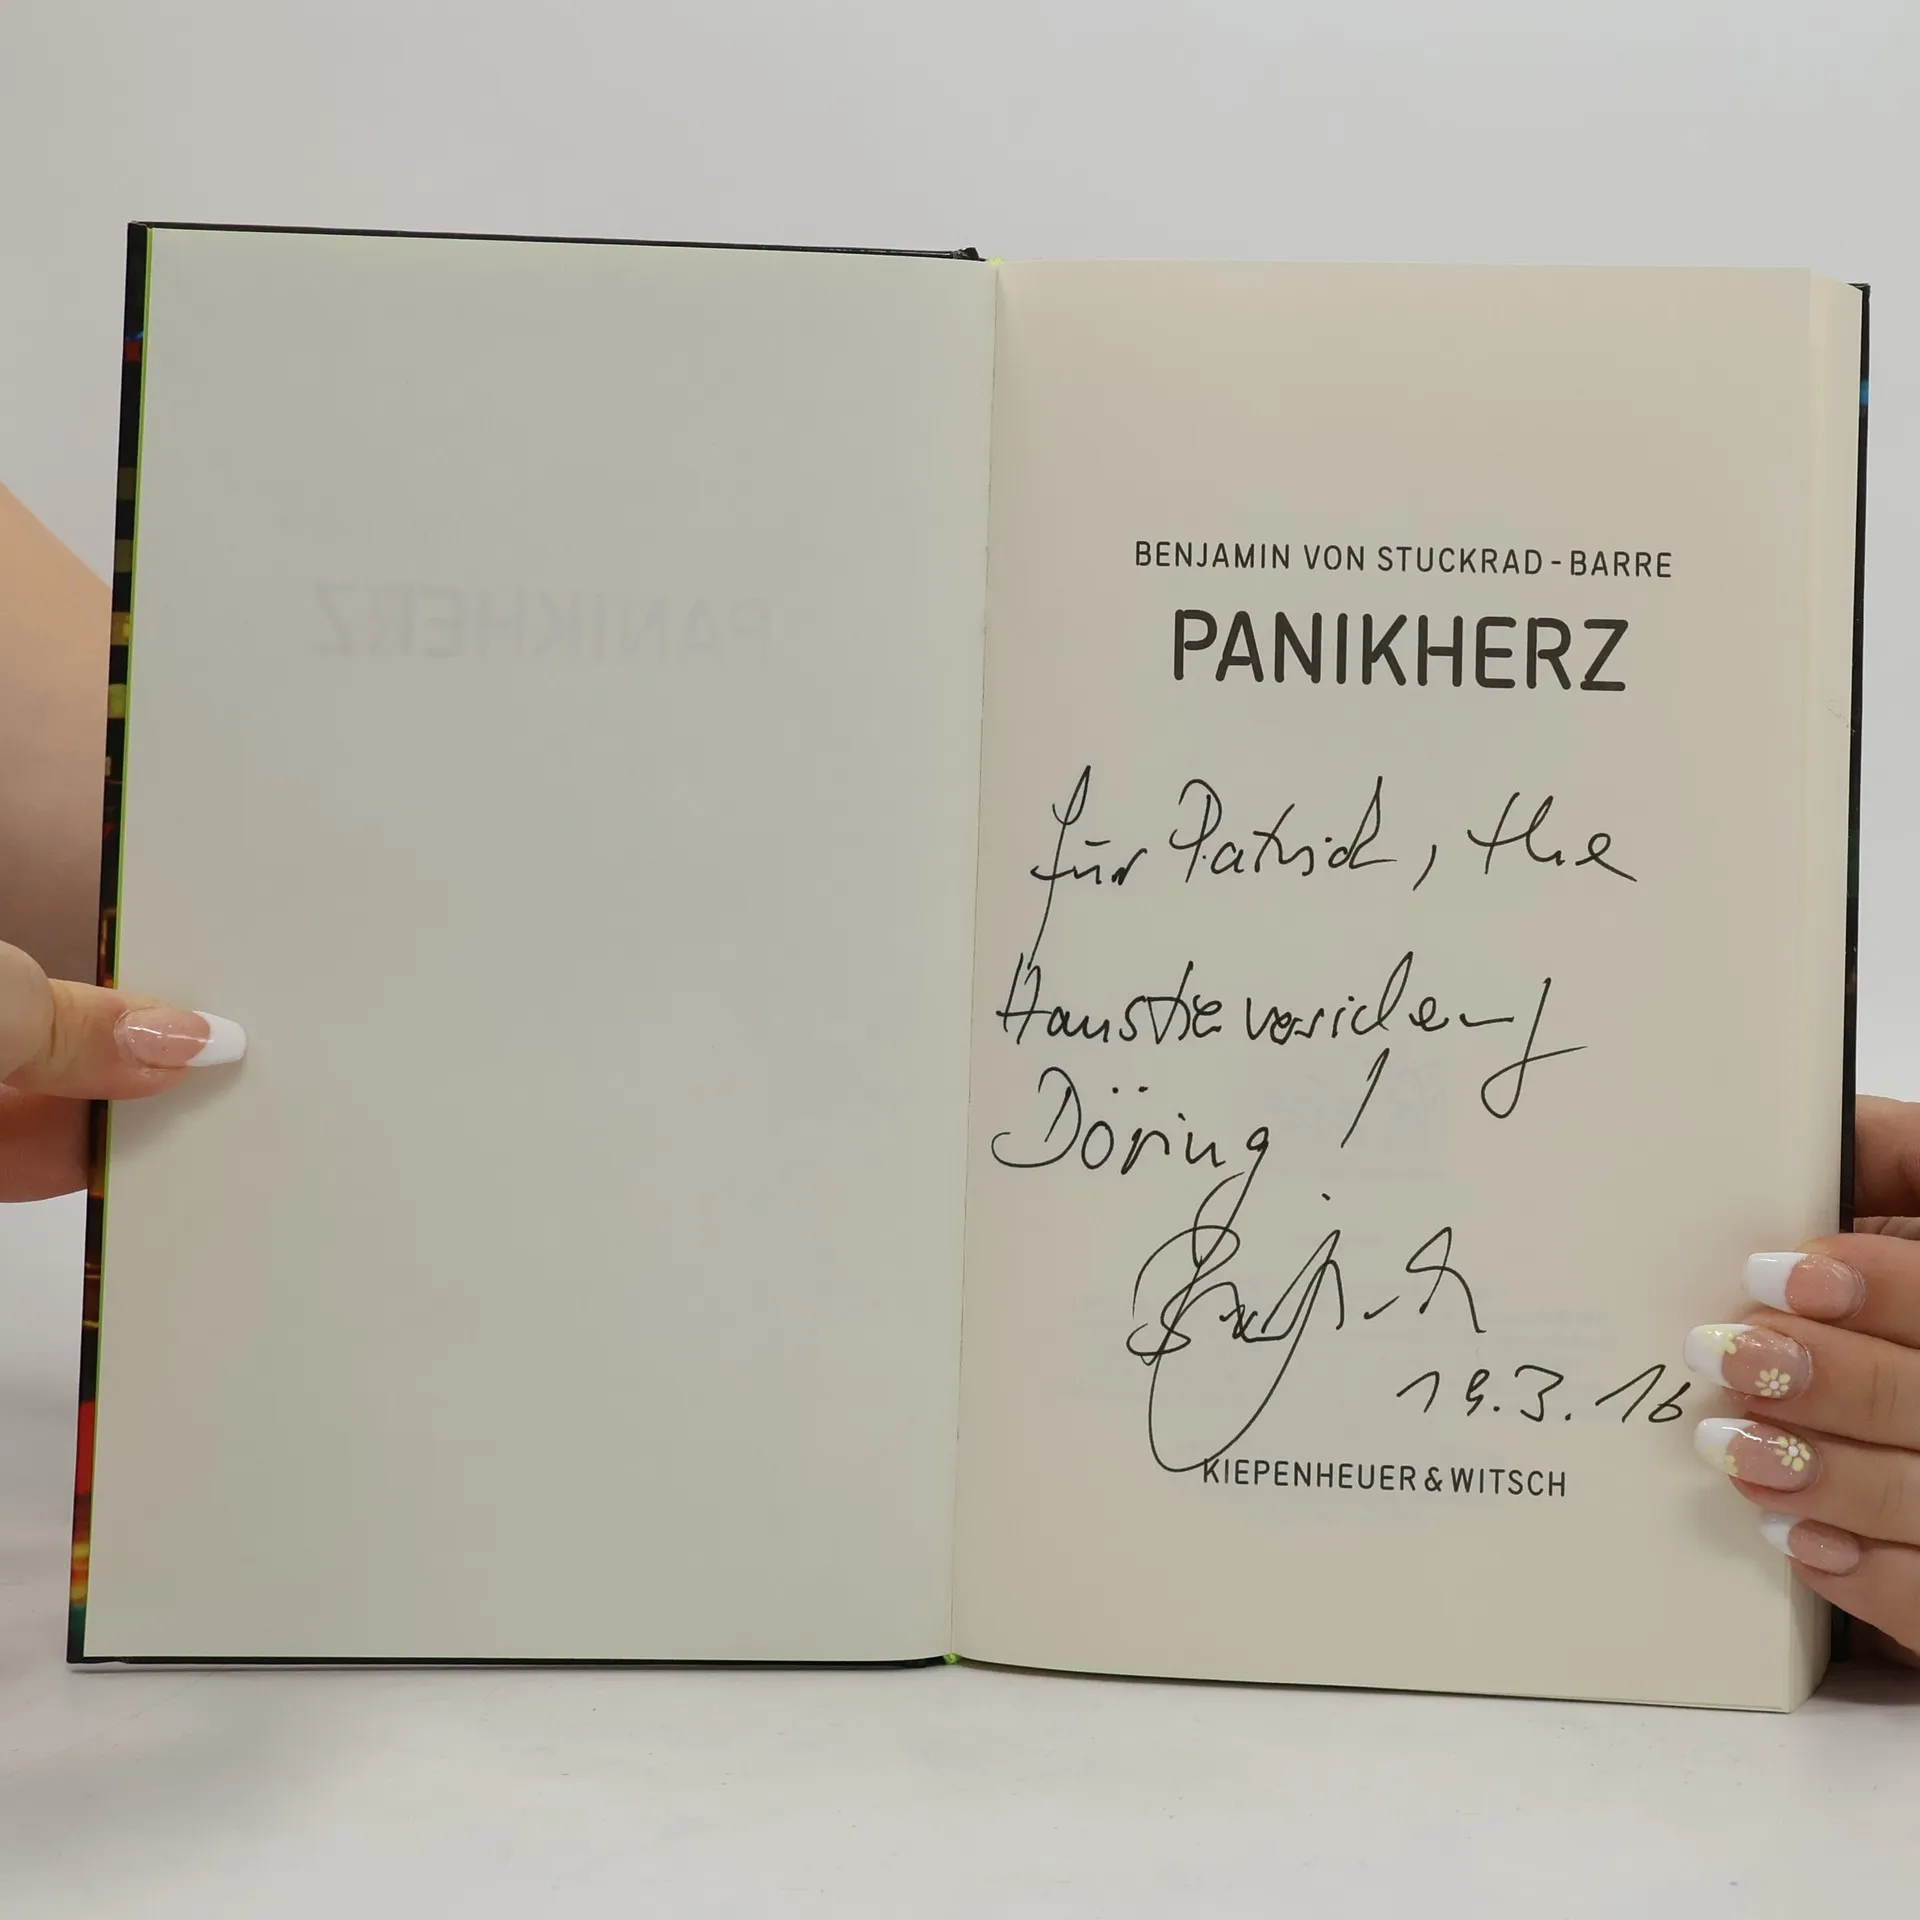 BENJAMIN VON STUCKRAD-BARRE
PANIKHERZ
für Patrick, the
Döring !
19.3.16
KIEPENHEUER & WITSCH